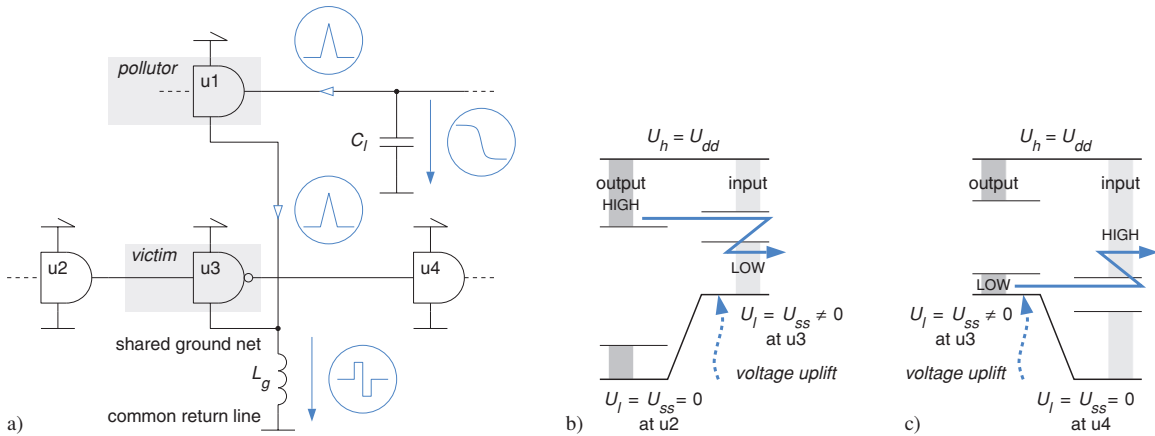 pollutor
u1
C_l
u2
victim
u3
u4
shared ground net
L_g
common return line
a)
U_h = U_dd
output
input
HIGH
LOW
U_l = U_ss ≠ 0
at u3
voltage uplift
U_l = U_ss = 0
at u2
b)
U_h = U_dd
output
input
HIGH
LOW
U_l = U_ss ≠ 0
at u3
voltage uplift
U_l = U_ss = 0
at u4
c)